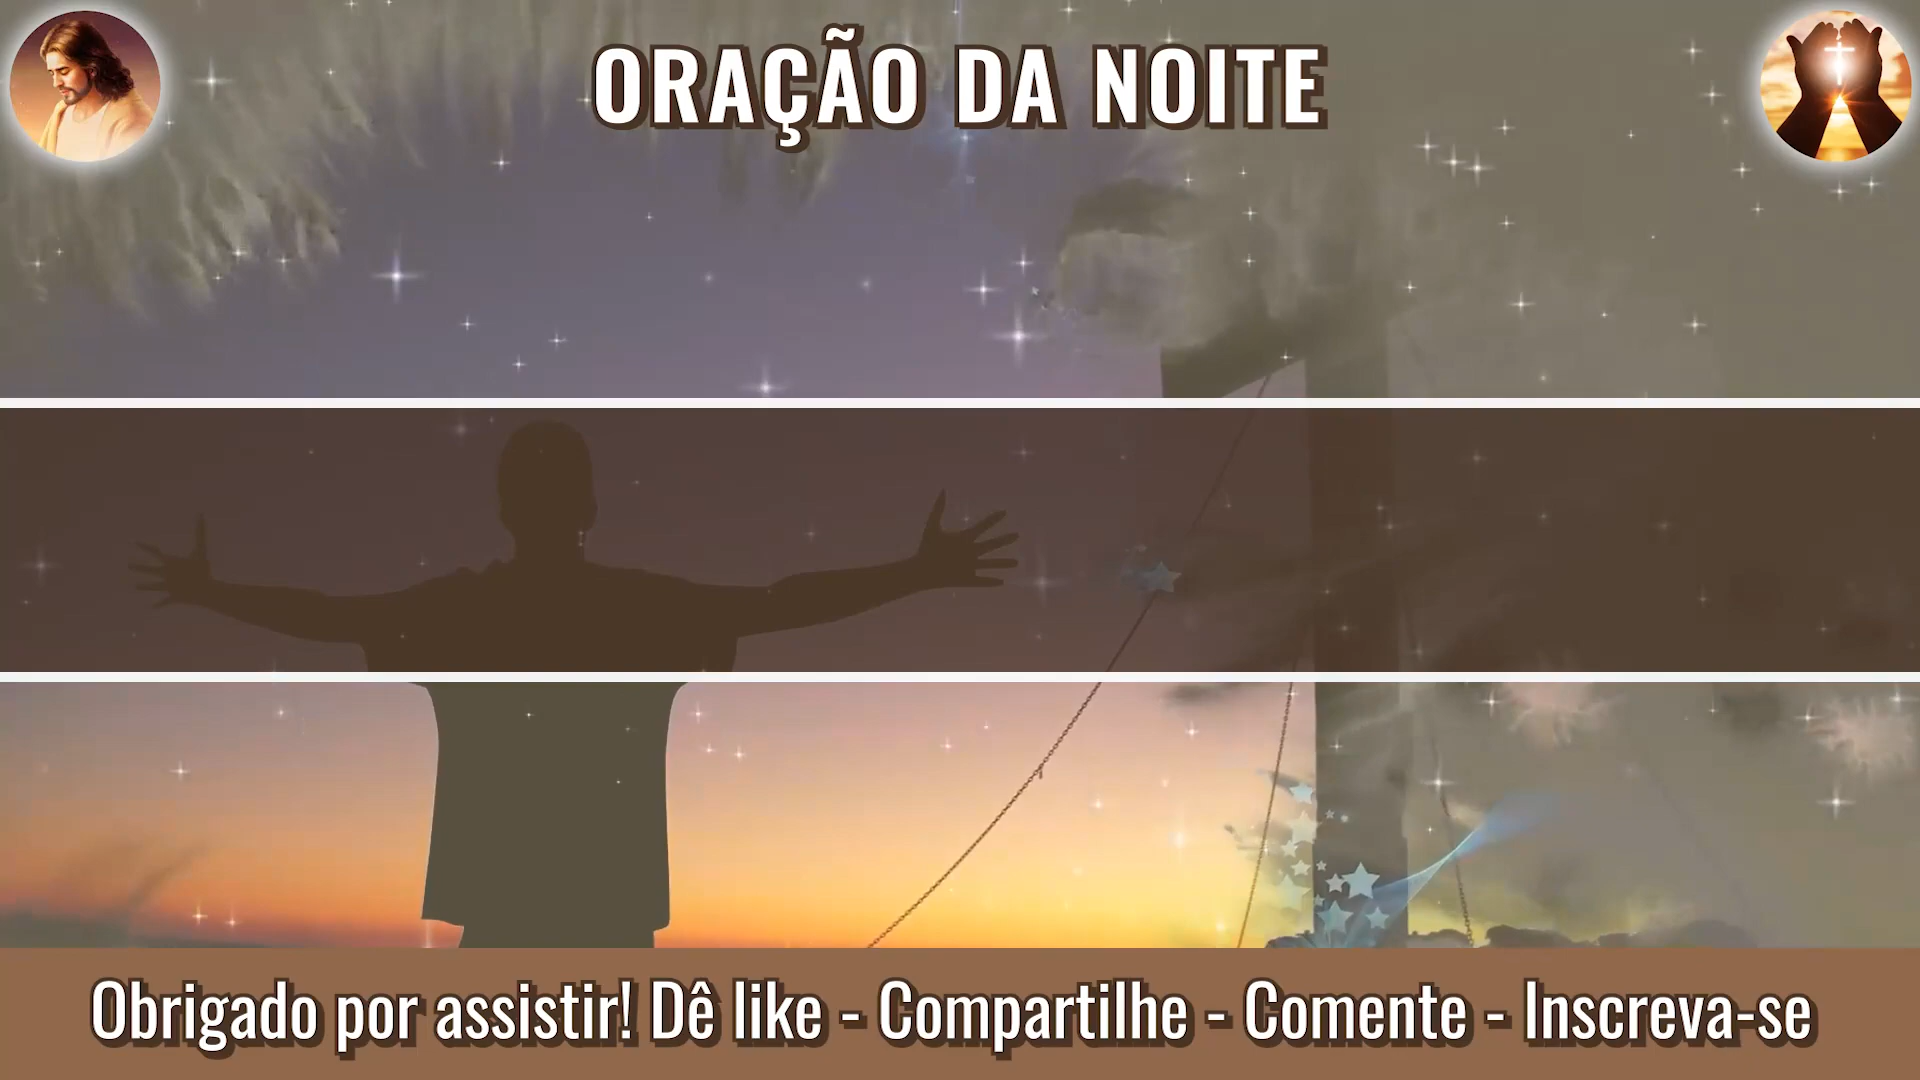 ORAÇÃO DA NOITE
Obrigado por assistir! Dê like - Compartilhe - Comente - Inscreva-se